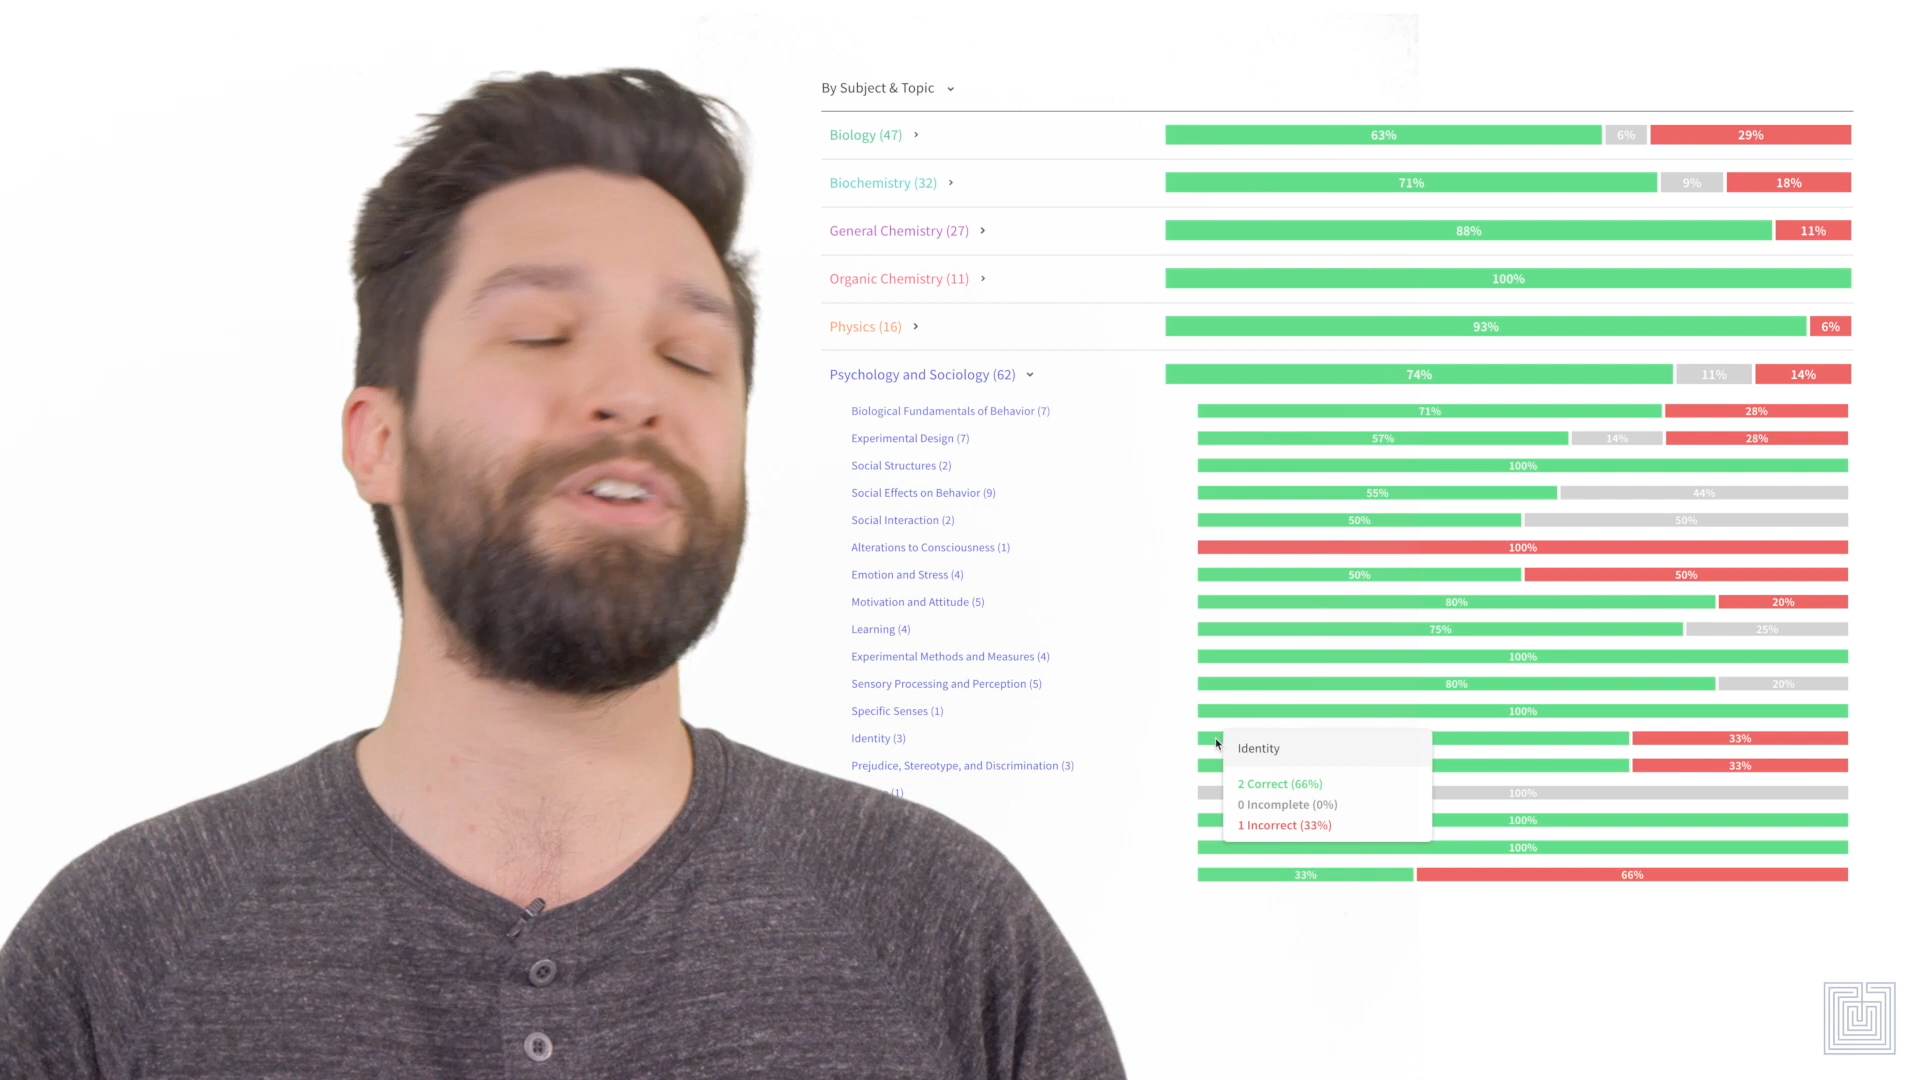 By Subject & Topic
Biology (47) 63% 6% 29%
Biochemistry (32) 71% 9% 18%
General Chemistry (27) 88% 11%
Organic Chemistry (11) 100%
Physics (16) 93% 6%
Psychology and Sociology (62) 74% 11% 14%
Biological Fundamentals of Behavior (7) 71% 28%
Experimental Design (7) 57% 14% 28%
Social Structures (2) 100%
Social Effects on Behavior (9) 55% 44%
Social Interaction (2) 50% 50%
Alterations to Consciousness (1) 100%
Emotion and Stress (4) 50% 50%
Motivation and Attitude (5) 80% 20%
Learning (4) 75% 25%
Experimental Methods and Measures (4) 100%
Sensory Processing and Perception (5) 80% 20%
Specific Senses (1) 100%
Identity (3) 33%
Identity
Prejudice, Stereotype, and Discrimination (3) 33%
2 Correct (66%)
(1) 100%
0 Incomplete (0%)
1 Incorrect (33%)
100%
100%
33% 66%